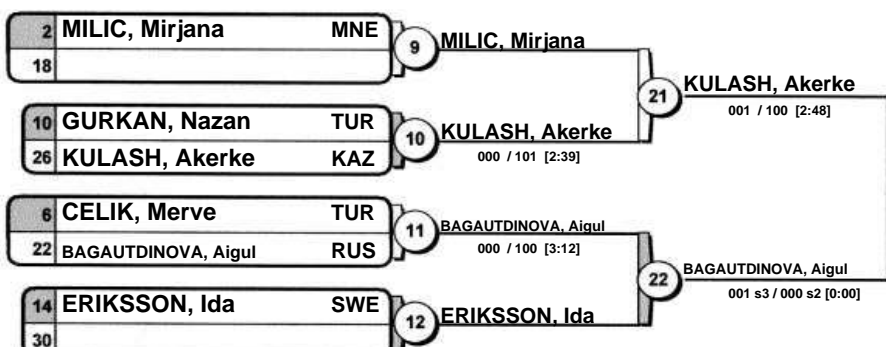 2 MILIC, Mirjana MNE
18
9 MILIC, Mirjana
10 GURKAN, Nazan TUR
26 KULASH, Akerke KAZ
10 KULASH, Akerke
000 / 101 [2:39]
21 KULASH, Akerke
001 / 100 [2:48]
6 CELIK, Merve TUR
22 BAGAUTDINOVA, Aigul RUS
11 BAGAUTDINOVA, Aigul
000 / 100 [3:12]
14 ERIKSSON, Ida SWE
30
12 ERIKSSON, Ida
22 BAGAUTDINOVA, Aigul
001 s3 / 000 s2 [0:00]